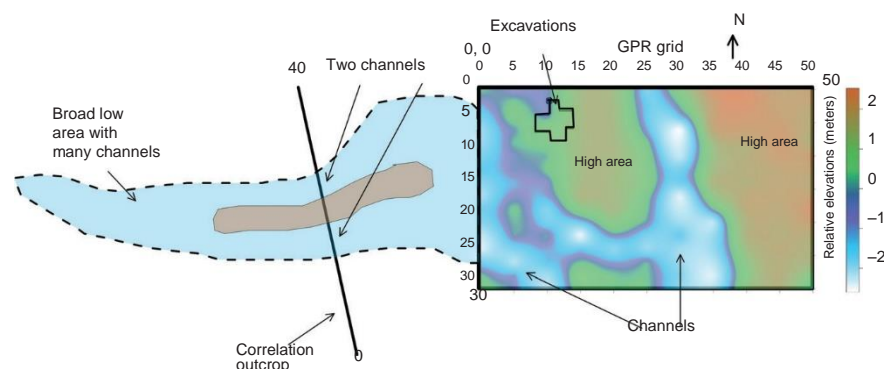 Excavations
N
0, 0
GPR grid
0 5 10 15 20 25 30 35 40 45 50
40
Two channels
0
50
2
5
Broad low
area with
many channels
1
10
High area
High area
15
0
20
−1
25
−2
30
30
Relative elevations (meters)
Channels
Correlation
outcrop
0